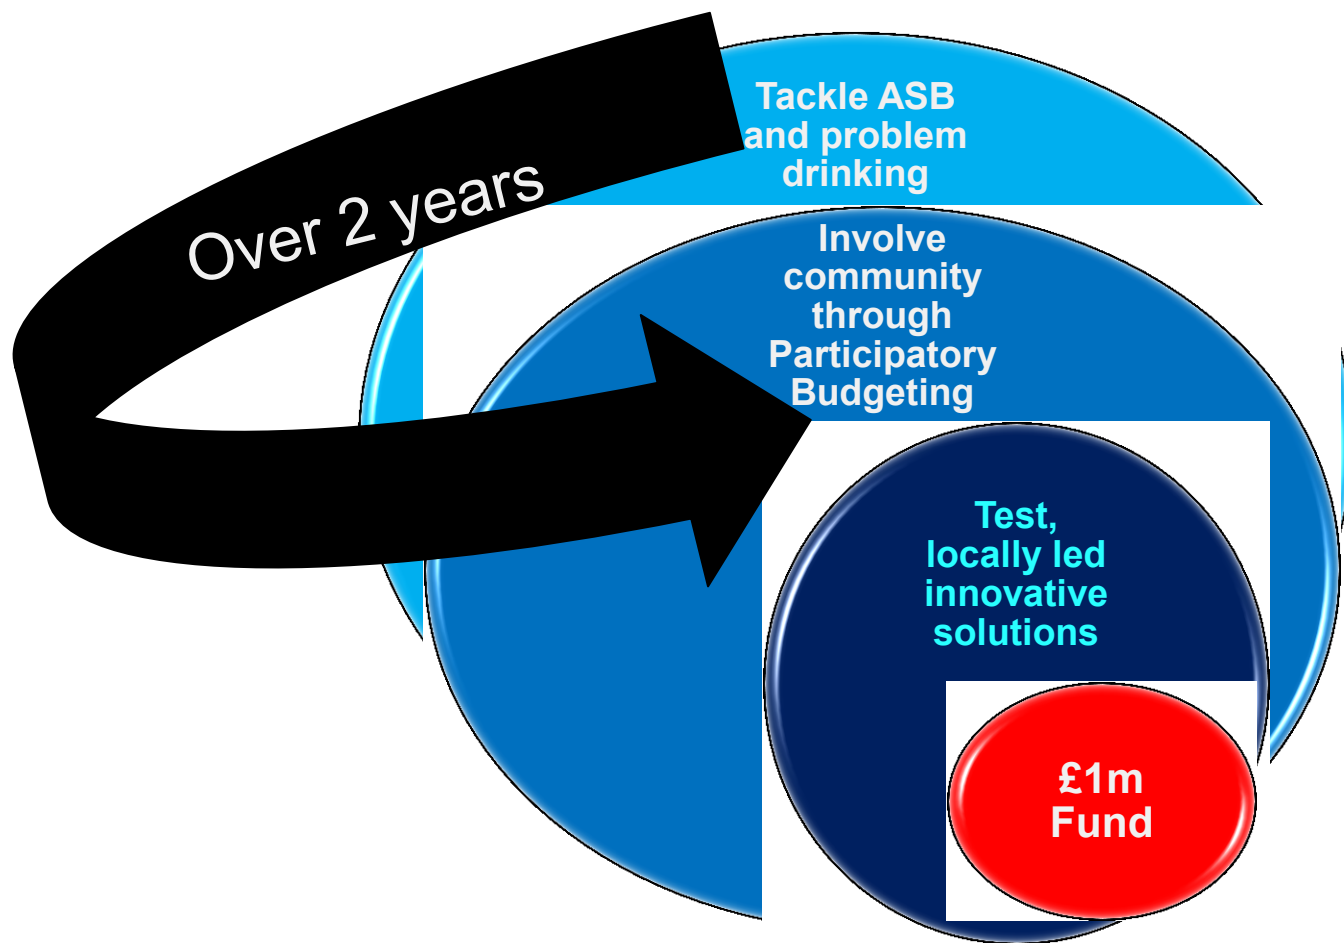 Tackle ASB
and problem
drinking
Over 2 years
Involve
community
through
Participatory
Budgeting
Test,
locally led
innovative
solutions
£1m
Fund